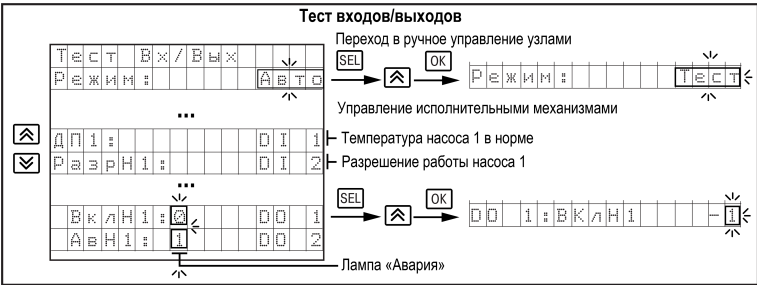 Тест входов/выходов
Переход в ручное управление узлами
Тест Вх/Вых
Режим: Авто
SEL OK
Режим: Тест
Управление исполнительными механизмами
...
ДП1: DI 1
Температура насоса 1 в норме
РазрН1: DI 2
Разрешение работы насоса 1
...
ВклН1:0 DO 1
SEL OK
DO 1:ВКлН1 -1
АвН1: 1 DO 2
Лампа «Авария»